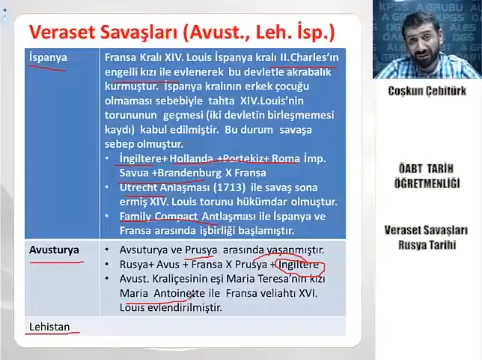 Veraset Savaşları (Avust., Leh. İsp.)
İspanya
Fransa Kralı XIV. Louis İspanya kralı II.Charles'ın
engelli kızı ile evlenerek bu devletle akrabalık
kurmuştur. İspanya kralının erkek çocuğu
olmaması sebebiyle tahta XIV.Louis'nin
torununun geçmesi (iki devletin birleşmemesi
kaydı) kabul edilmiştir. Bu durum savaşa
sebep olmuştur.
• İngiltere+ Hollanda +Portekiz+ Roma İmp.
Savua +Brandenburg X Fransa
• Utrecht Anlaşması (1713) ile savaş sona
ermiş XIV. Louis torunu hükümdar olmuştur.
• Family Compact Antlaşması ile İspanya ve
Fransa arasında işbirliği başlamıştır.
Avusturya
• Avsuturya ve Prusya arasında yaşanmıştır.
• Rusya+ Avus + Fransa X Prusya + İngiltere
• Avust. Kraliçesinin eşi Maria Teresa'nın kızı
Maria Antoinette ile Fransa veliahtı XVI.
Louis evlendirilmiştir.
Lehistan
Coşkun Çebitürk
ÖABT TARİH
ÖĞRETMENLİĞİ
Veraset Savaşları
Rusya Tarihi